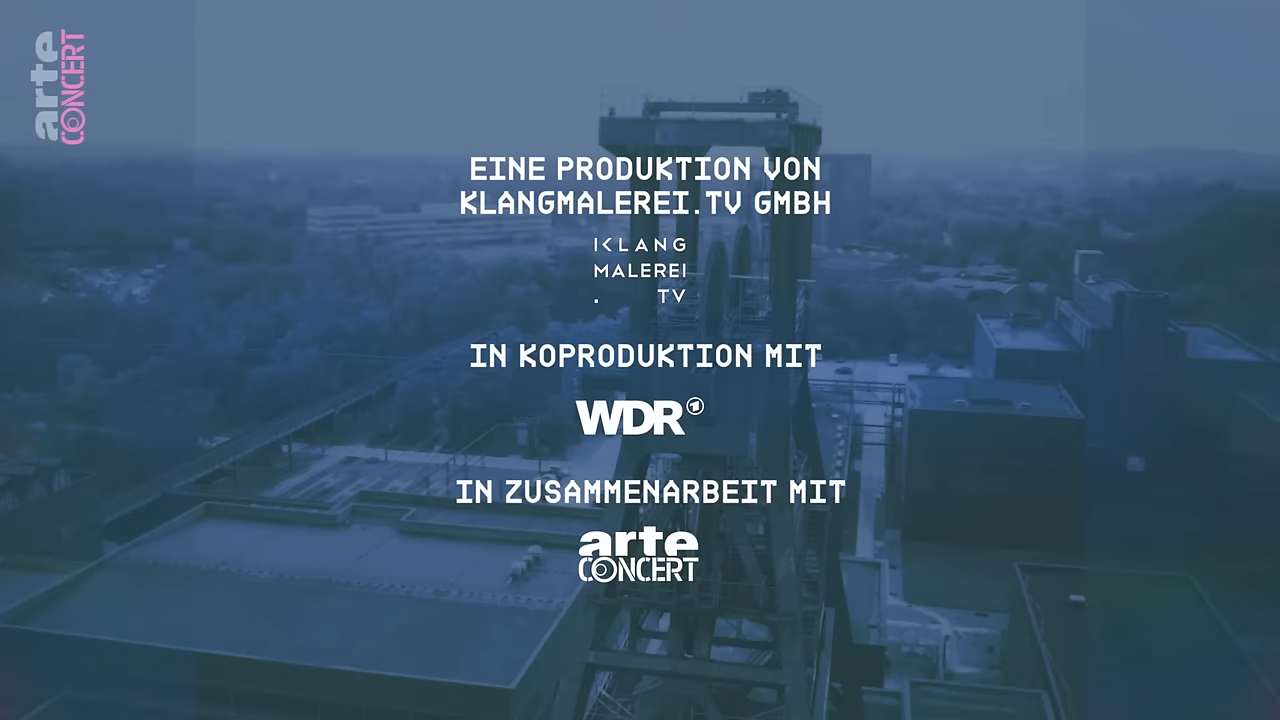 arte
CONCERT
EINE PRODUKTION VON
KLANGMALEREI.TV GMBH
KLANG
MALEREI
. TV
IN KOPRODUKTION MIT
WDR
IN ZUSAMMENARBEIT MIT
arte
CONCERT